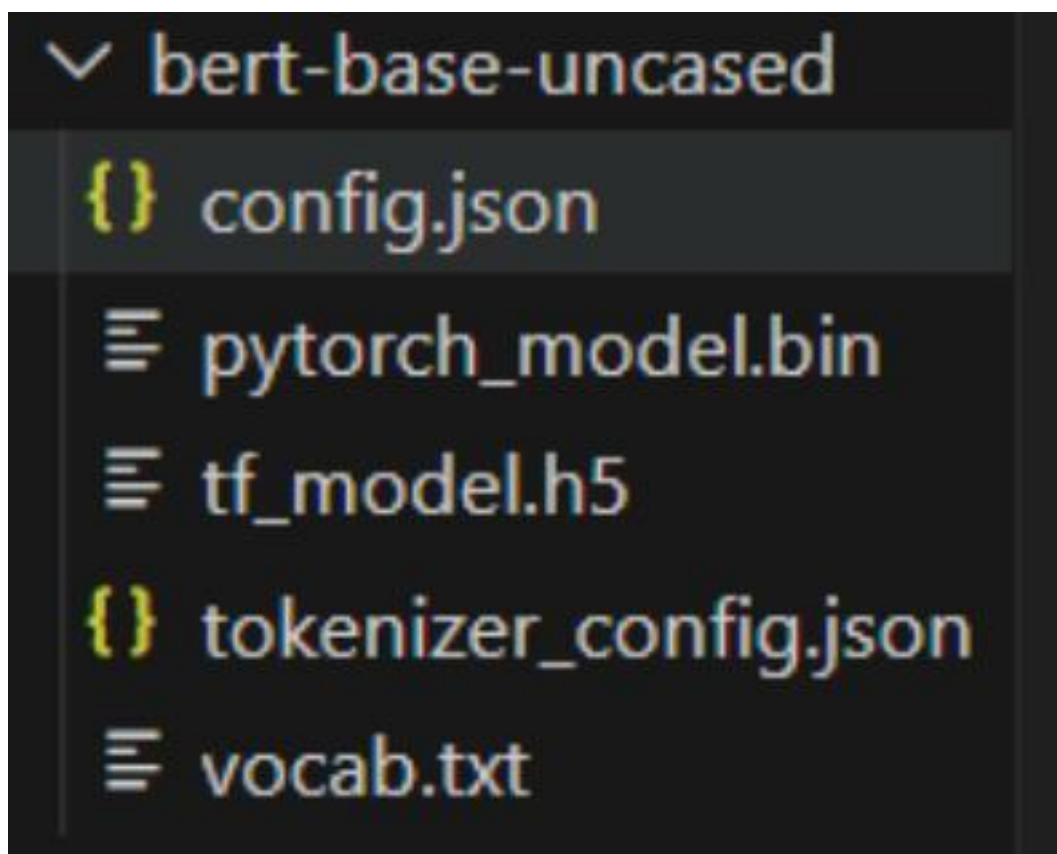 bert-base-uncased
{} config.json
pytorch_model.bin
tf_model.h5
{} tokenizer_config.json
vocab.txt